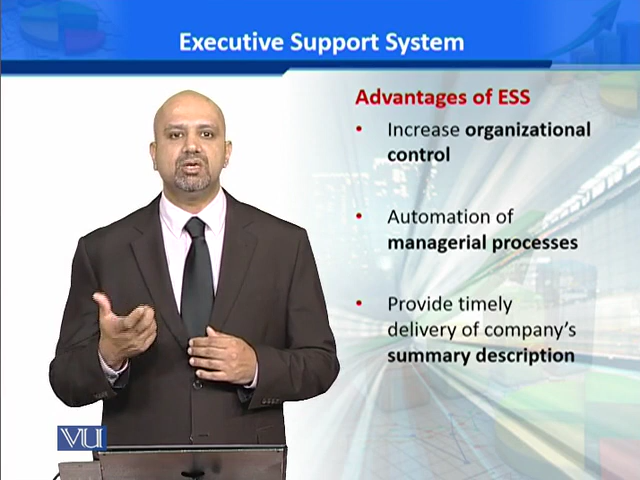 Executive Support System
Advantages of ESS
• Increase organizational
control
• Automation of
managerial processes
• Provide timely
delivery of company's
summary description
VU